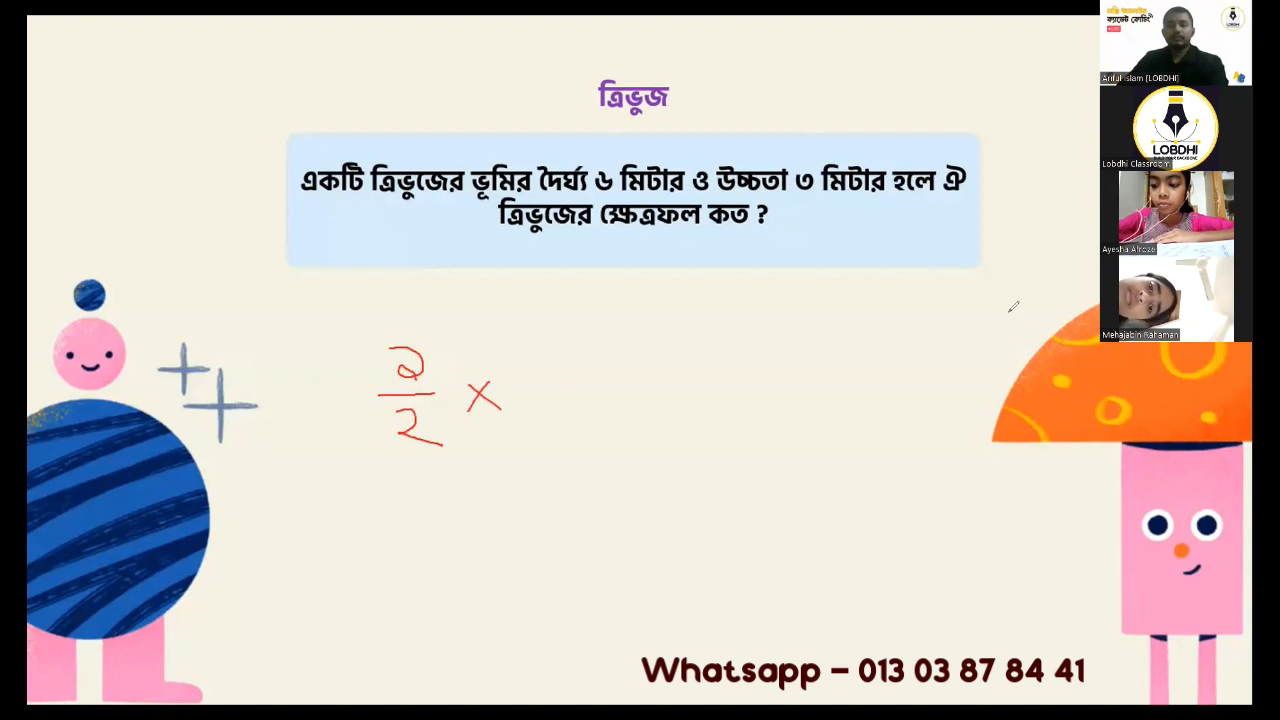 ত্রিভুজ
একটি ত্রিভুজের ভূমির দৈর্ঘ্য ৬ মিটার ও উচ্চতা ৩ মিটার হলে ঐ
ত্রিভুজের ক্ষেত্রফল কত ?
১
২
×
Whatsapp – 013 03 87 84 41
ক্যাডেট কোচিং
LOBDHI
Ariful islam [LOBDHI]
LOBDHI
Lobdhi Classroom
Ayesha Afroze
Mehajabin Rahaman